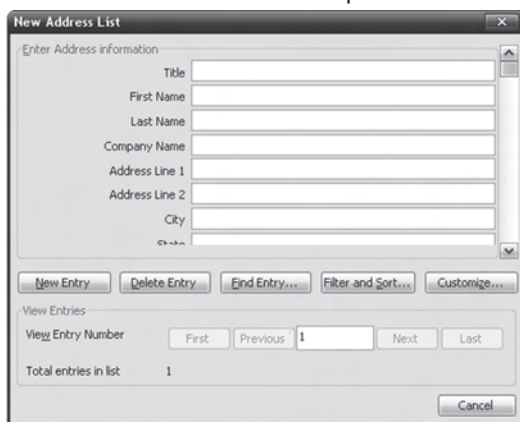 New Address List
Enter Address information
Title
First Name
Last Name
Company Name
Address Line 1
Address Line 2
City
State
New Entry Delete Entry Find Entry... Filter and Sort... Customize...
View Entries
View Entry Number First Previous 1 Next Last
Total entries in list 1
Cancel